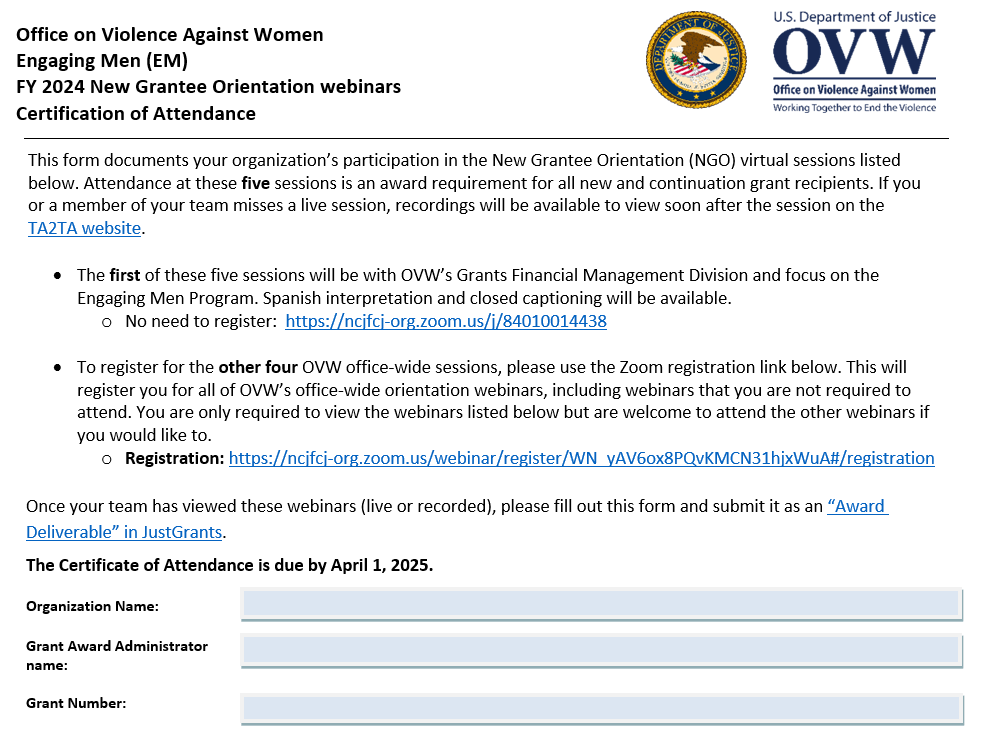 Office on Violence Against Women
Engaging Men (EM)
FY 2024 New Grantee Orientation webinars
Certification of Attendance
DEPARTMENT OF JUSTICE
U.S. Department of Justice
OVW
Office on Violence Against Women
Working Together to End the Violence
This form documents your organization’s participation in the New Grantee Orientation (NGO) virtual sessions listed
below. Attendance at these five sessions is an award requirement for all new and continuation grant recipients. If you
or a member of your team misses a live session, recordings will be available to view soon after the session on the
TA2TA website.
• The first of these five sessions will be with OVW’s Grants Financial Management Division and focus on the
Engaging Men Program. Spanish interpretation and closed captioning will be available.
o No need to register: https://ncjfcj-org.zoom.us/j/84010014438
• To register for the other four OVW office-wide sessions, please use the Zoom registration link below. This will
register you for all of OVW’s office-wide orientation webinars, including webinars that you are not required to
attend. You are only required to view the webinars listed below but are welcome to attend the other webinars if
you would like to.
o Registration: https://ncjfcj-org.zoom.us/webinar/register/WN_yAV6ox8PQvKMCN31hjxWuA#/registration
Once your team has viewed these webinars (live or recorded), please fill out this form and submit it as an “Award
Deliverable” in JustGrants.
The Certificate of Attendance is due by April 1, 2025.
Organization Name:
Grant Award Administrator
name:
Grant Number: